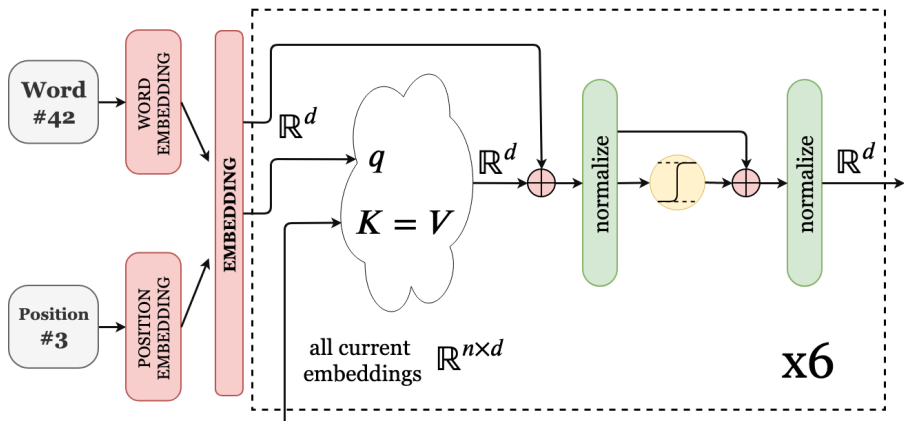 Word
#42
WORD
EMBEDDING
Position
#3
POSITION
EMBEDDING
EMBEDDING
ℝ^d
q
K = V
all current
embeddings
ℝ^{n×d}
ℝ^d
normalize
normalize
ℝ^d
x6